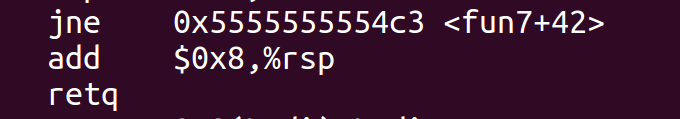 jne    0x5555555554c3 <fun7+42>
add    $0x8,%rsp
retq